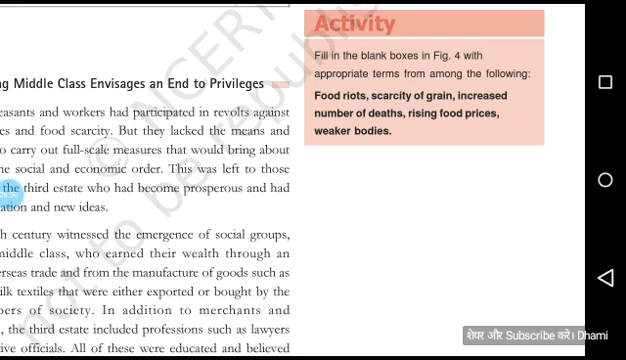 Activity
Fill in the blank boxes in Fig. 4 with
appropriate terms from among the following:
Food riots, scarcity of grain, increased
number of deaths, rising food prices,
weaker bodies.
ng Middle Class Envisages an End to Privileges
easants and workers had participated in revolts against
es and food scarcity. But they lacked the means and
o carry out full-scale measures that would bring about
ne social and economic order. This was left to those
the third estate who had become prosperous and had
ation and new ideas.
h century witnessed the emergence of social groups,
middle class, who earned their wealth through an
erseas trade and from the manufacture of goods such as
ilk textiles that were either exported or bought by the
bers of society. In addition to merchants and
, the third estate included professions such as lawyers
ive officials. All of these were educated and believed
© NCERT
not to be republis
शेयर और Subscribe करे। Dhami